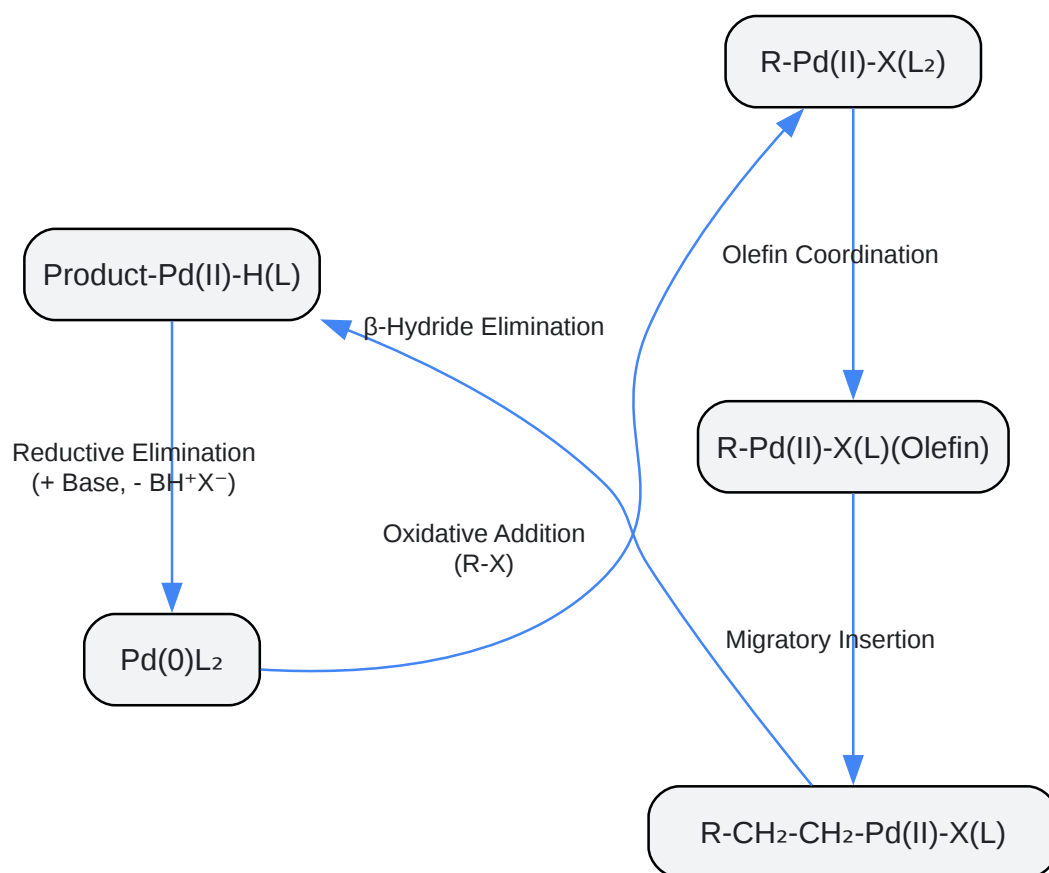 R-Pd(II)-X(L₂)
Olefin Coordination
Product-Pd(II)-H(L)
β-Hydride Elimination
R-Pd(II)-X(L)(Olefin)
Reductive Elimination
(+ Base, - BH⁺X⁻)
Oxidative Addition
(R-X)
Migratory Insertion
Pd(0)L₂
R-CH₂-CH₂-Pd(II)-X(L)